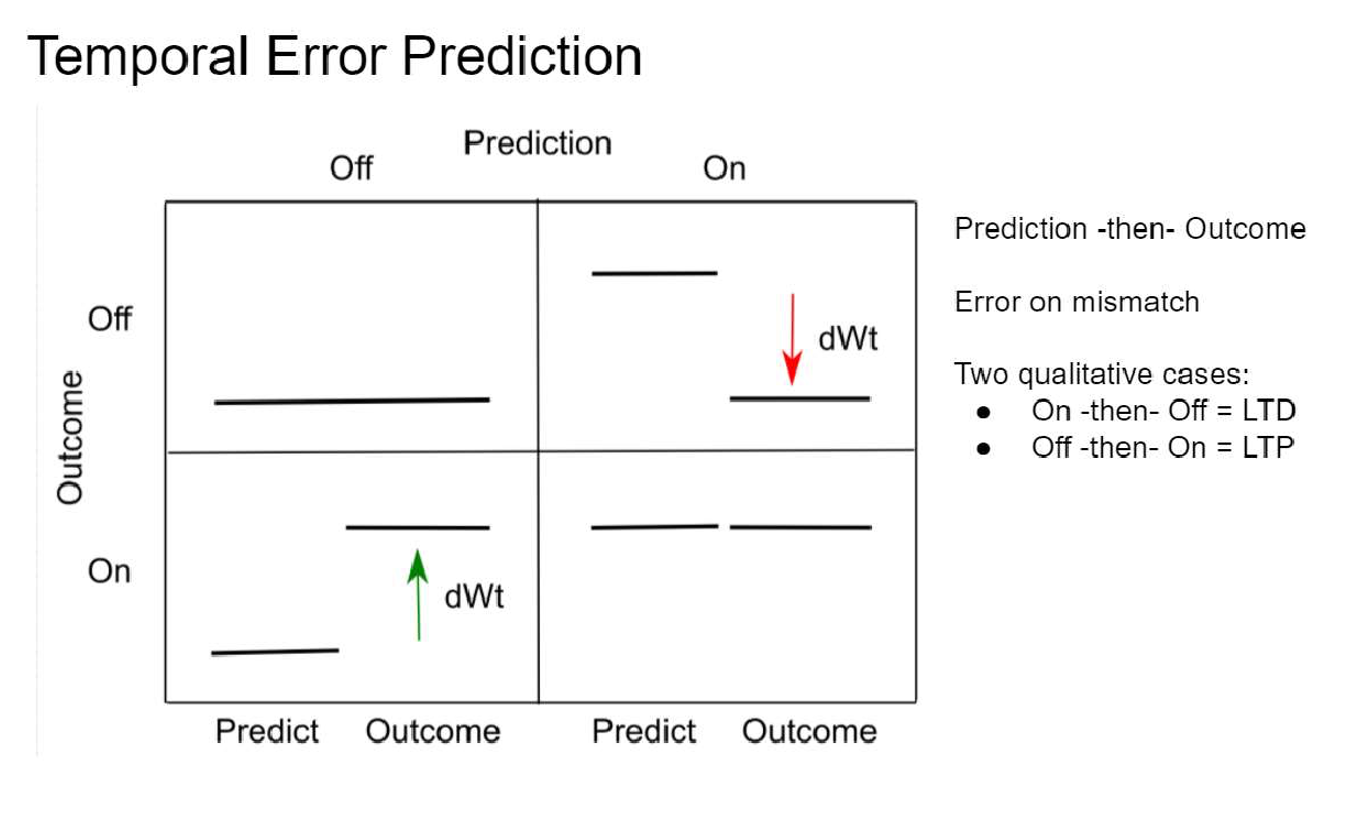 Temporal Error Prediction
Prediction
Off
On
Off
dWt
Outcome
On
dWt
Predict
Outcome
Predict
Outcome
Prediction -then- Outcome
Error on mismatch
Two qualitative cases:
● On -then- Off = LTD
● Off -then- On = LTP